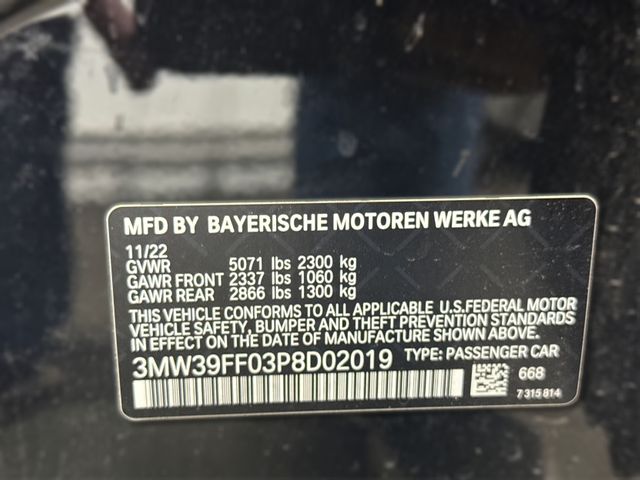 MFD BY BAYERISCHE MOTOREN WERKE AG
11/22
GVWR 5071 lbs 2300 kg
GAWR FRONT 2337 lbs 1060 kg
GAWR REAR 2866 lbs 1300 kg
THIS VEHICLE CONFORMS TO ALL APPLICABLE U.S.FEDERAL MOTOR
VEHICLE SAFETY, BUMPER AND THEFT PREVENTION STANDARDS
IN EFFECT ON THE DATE OF MANUFACTURE SHOWN ABOVE.
3MW39FF03P8D02019 TYPE: PASSENGER CAR
668
7 315 814